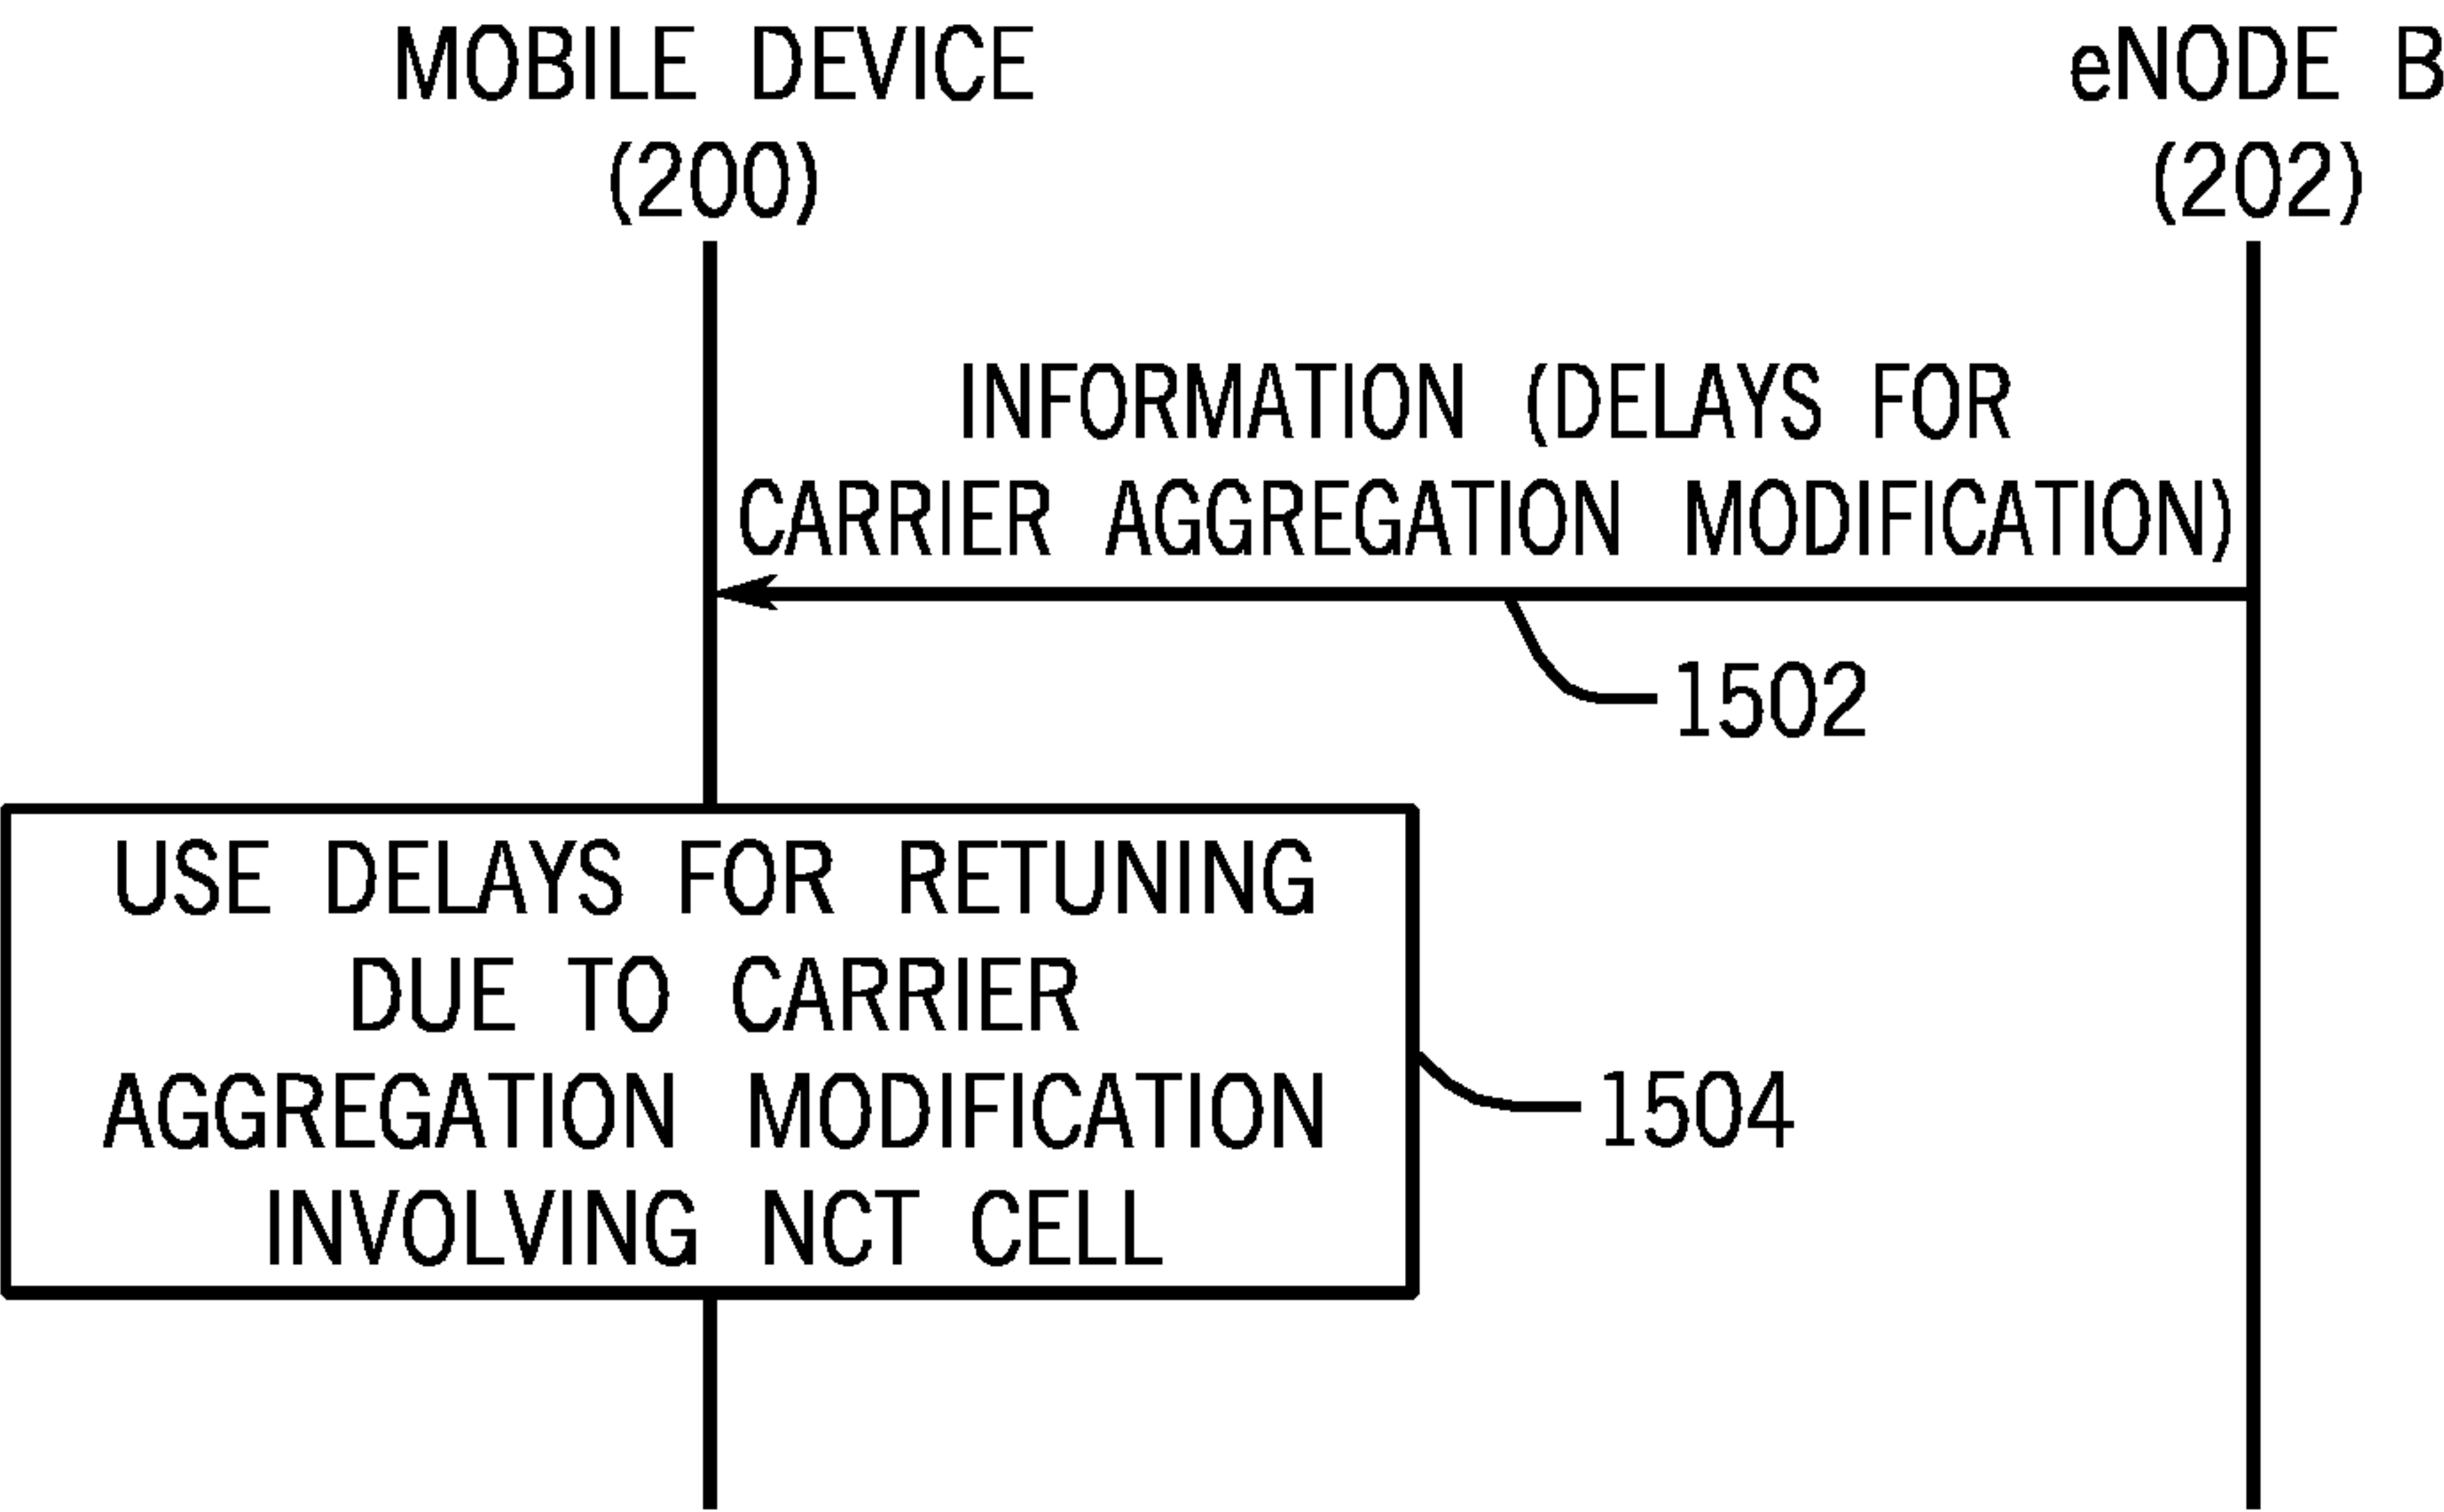 MOBILE DEVICE
(200)
eNODE B
(202)
INFORMATION (DELAYS FOR
CARRIER AGGREGATION MODIFICATION)
1502
USE DELAYS FOR RETUNING
DUE TO CARRIER
AGGREGATION MODIFICATION
INVOLVING NCT CELL
1504